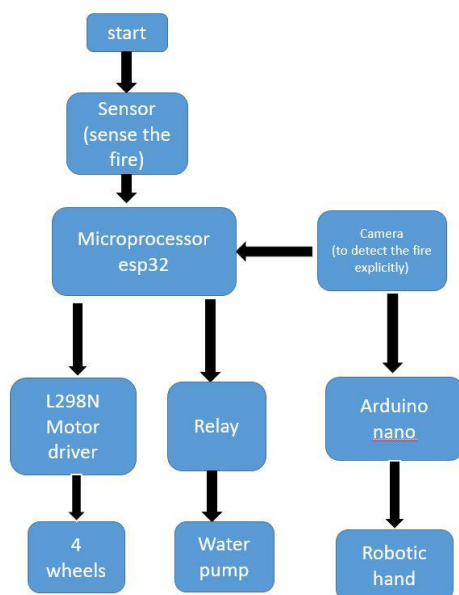 start
Sensor
(sense the
fire)
Microprocessor
esp32
Camera
(to detect the fire
explicitly)
L298N
Motor
driver
Relay
Arduino
nano
4
wheels
Water
pump
Robotic
hand